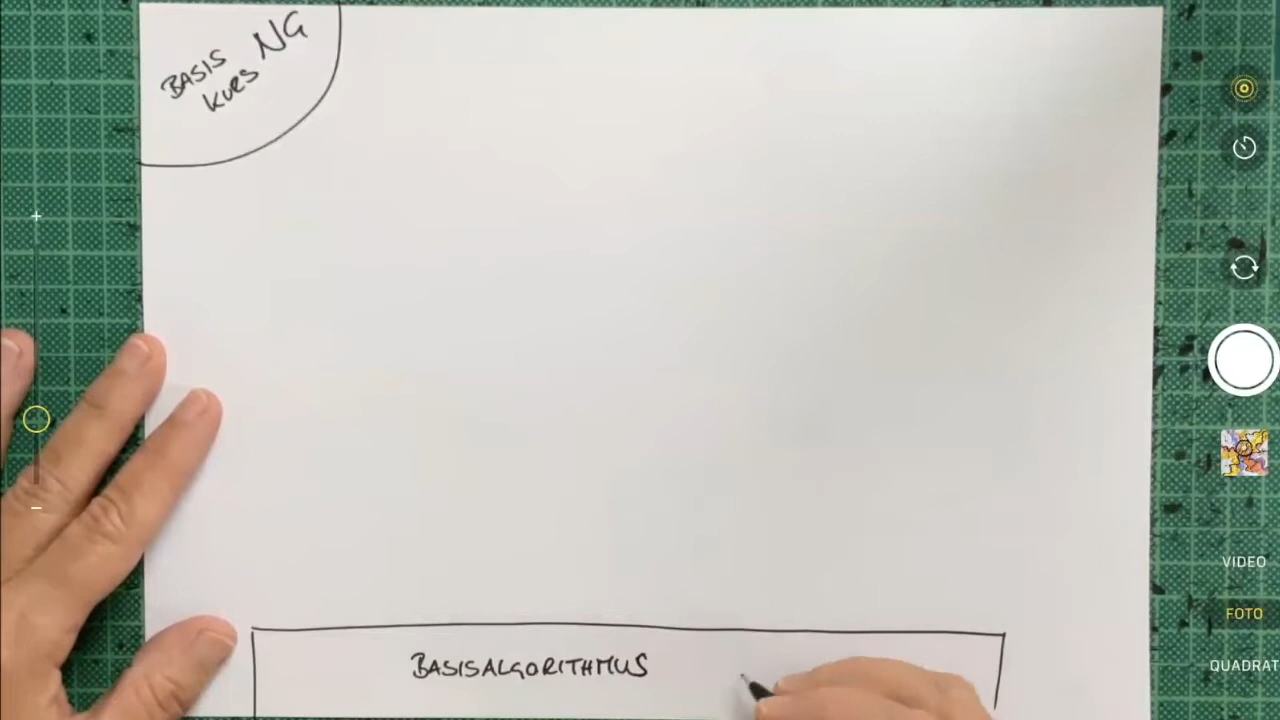 BASIS NG
KURS
BASISALGORITHMUS
VIDEO
FOTO
QUADRAT